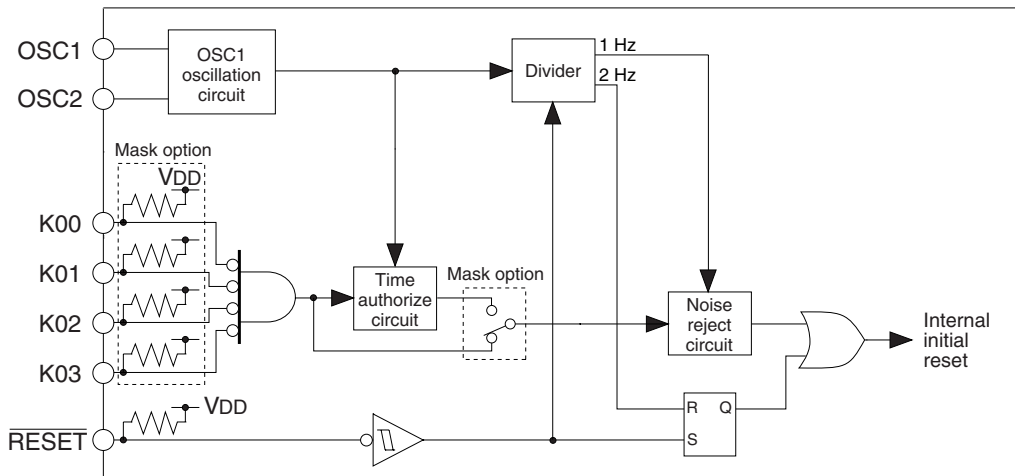 OSC1
OSC2
OSC1
oscillation
circuit
Divider
1 Hz
2 Hz
Mask option
VDD
K00
K01
K02
K03
Time
authorize
circuit
Mask option
Noise
reject
circuit
Internal
initial
reset
RESET
VDD
R Q
S